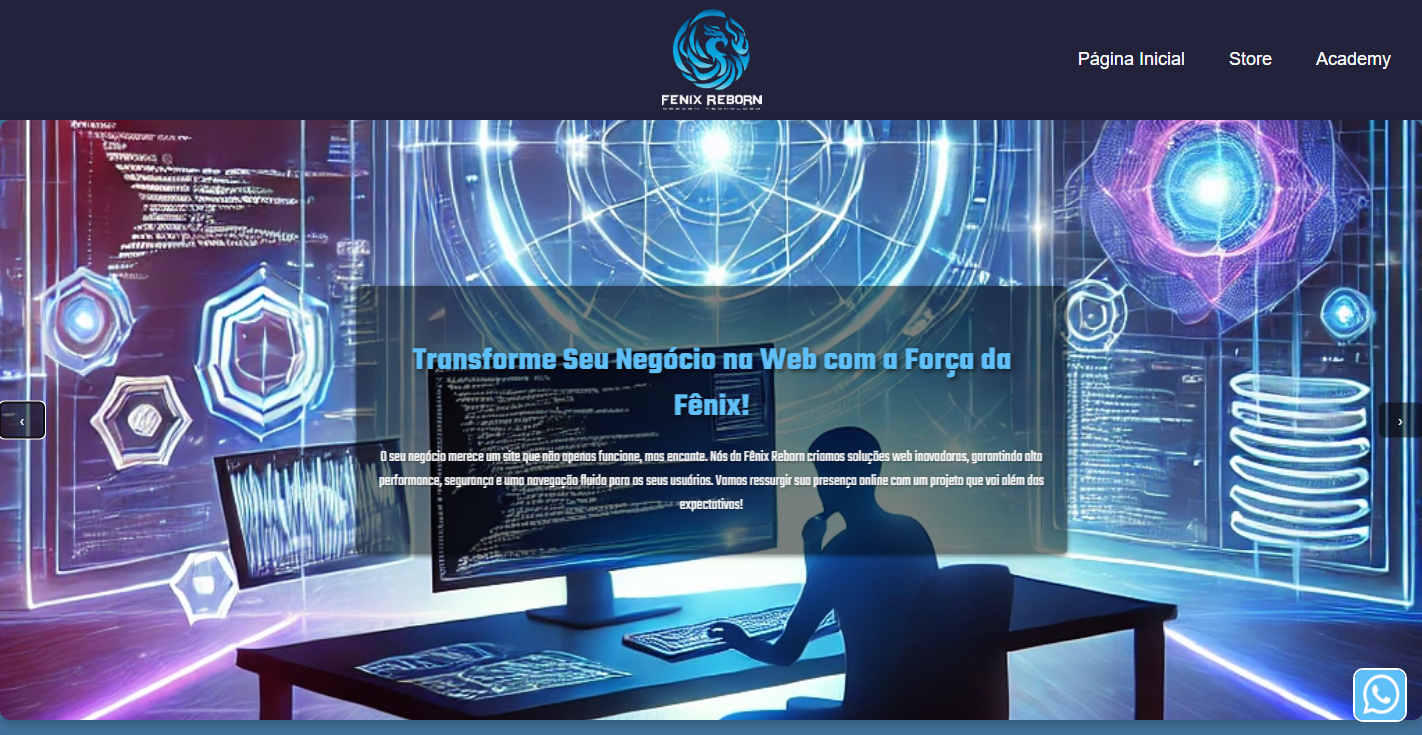 FENIX REBORN
Página Inicial
Store
Academy
Transforme Seu Negócio na Web com a Força da
Fênix!
O seu negócio merece um site que não apenas funcione, mas encante. Nós da Fênix Reborn criamos soluções web inovadoras, garantindo alta
performance, segurança e uma navegação fluida para os seus usuários. Vamos ressurgir sua presença online com um projeto que vai além das
expectativas!
‹
›